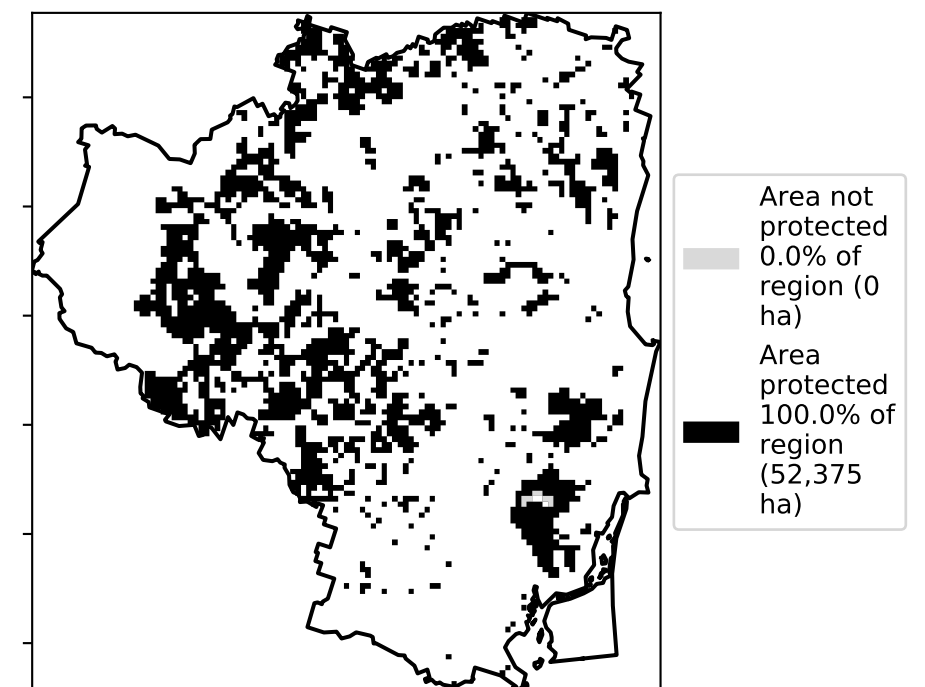 Area not
protected
0.0% of
region (0
ha)
Area
protected
100.0% of
region
(52,375
ha)